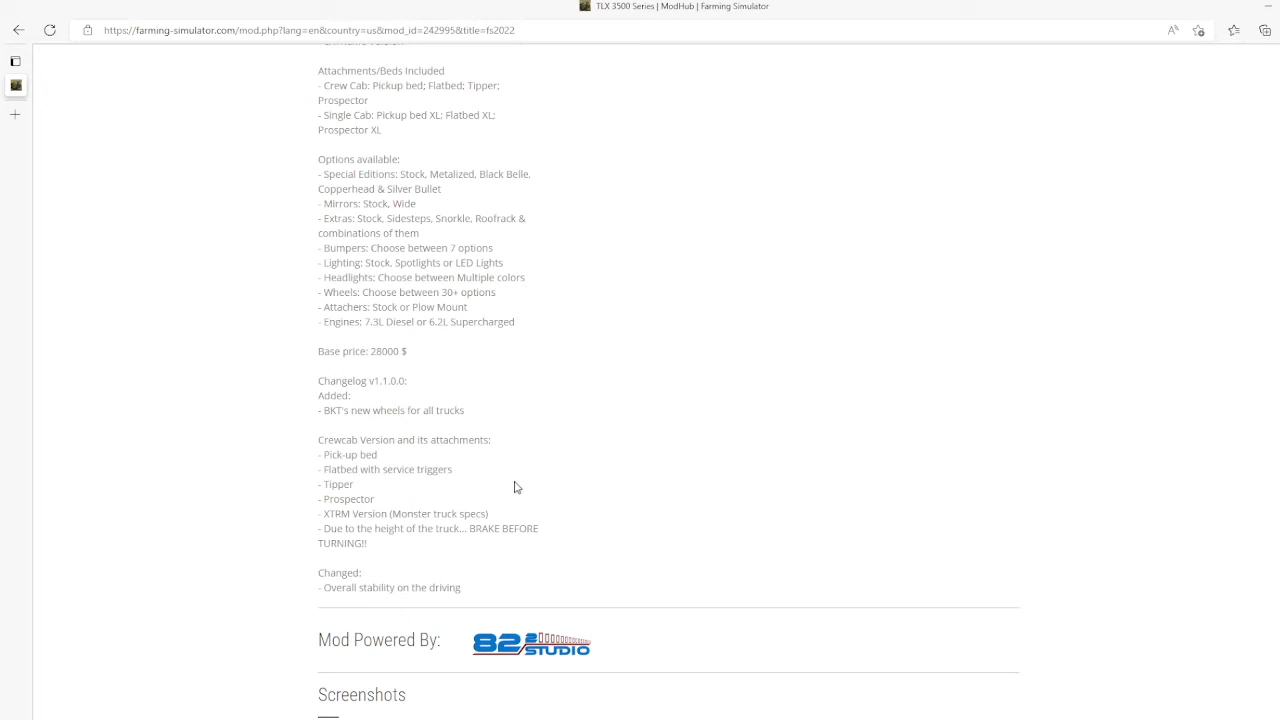 TLX 3500 Series | ModHub | Farming Simulator
https://farming-simulator.com/mod.php?lang=en&country=us&mod_id=242995&title=fs2022
Attachments/Beds Included
- Crew Cab: Pickup bed; Flatbed; Tipper;
Prospector
- Single Cab: Pickup bed XL; Flatbed XL;
Prospector XL
Options available:
- Special Editions: Stock, Metalized, Black Belle,
Copperhead & Silver Bullet
- Mirrors: Stock, Wide
- Extras: Stock, Sidesteps, Snorkle, Roofrack &
combinations of them
- Bumpers: Choose between 7 options
- Lighting: Stock, Spotlights or LED Lights
- Headlights: Choose between Multiple colors
- Wheels: Choose between 30+ options
- Attachers: Stock or Plow Mount
- Engines: 7.3L Diesel or 6.2L Supercharged
Base price: 28000 $
Changelog v1.1.0.0:
Added:
- BKT's new wheels for all trucks
Crewcab Version and its attachments:
- Pick-up bed
- Flatbed with service triggers
- Tipper
- Prospector
- XTRM Version (Monster truck specs)
- Due to the height of the truck... BRAKE BEFORE
TURNING!!
Changed:
- Overall stability on the driving
Mod Powered By:
82 STUDIO
Screenshots